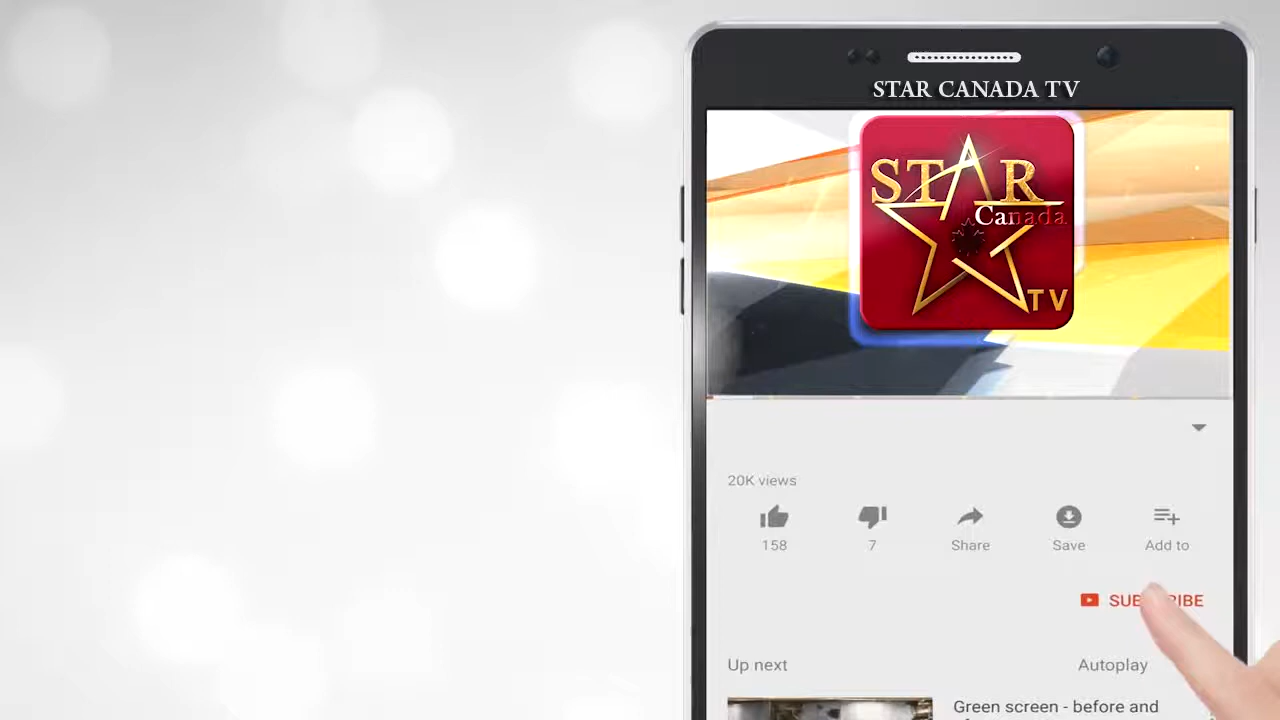 STAR CANADA TV
STAR
Canada
TV
20K views
158
7
Share
Save
Add to
SUBSCRIBE
Up next
Autoplay
Green screen - before and